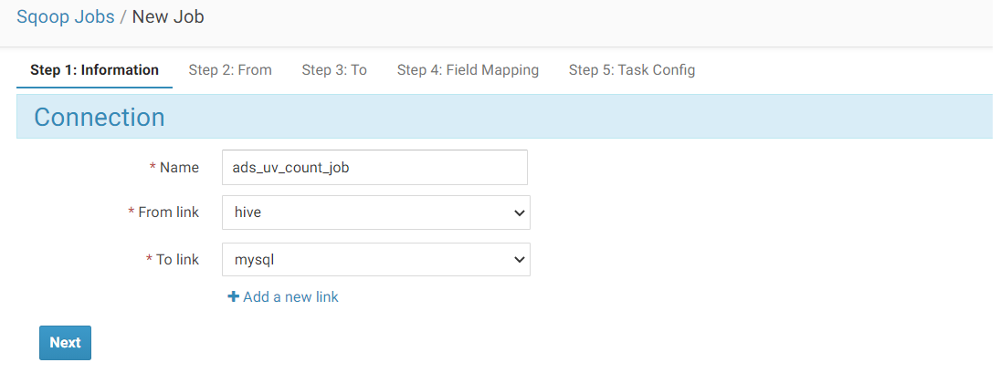 Sqoop Jobs / New Job
Step 1: Information Step 2: From Step 3: To Step 4: Field Mapping Step 5: Task Config
Connection
* Name ads_uv_count_job
* From link hive
* To link mysql
+ Add a new link
Next